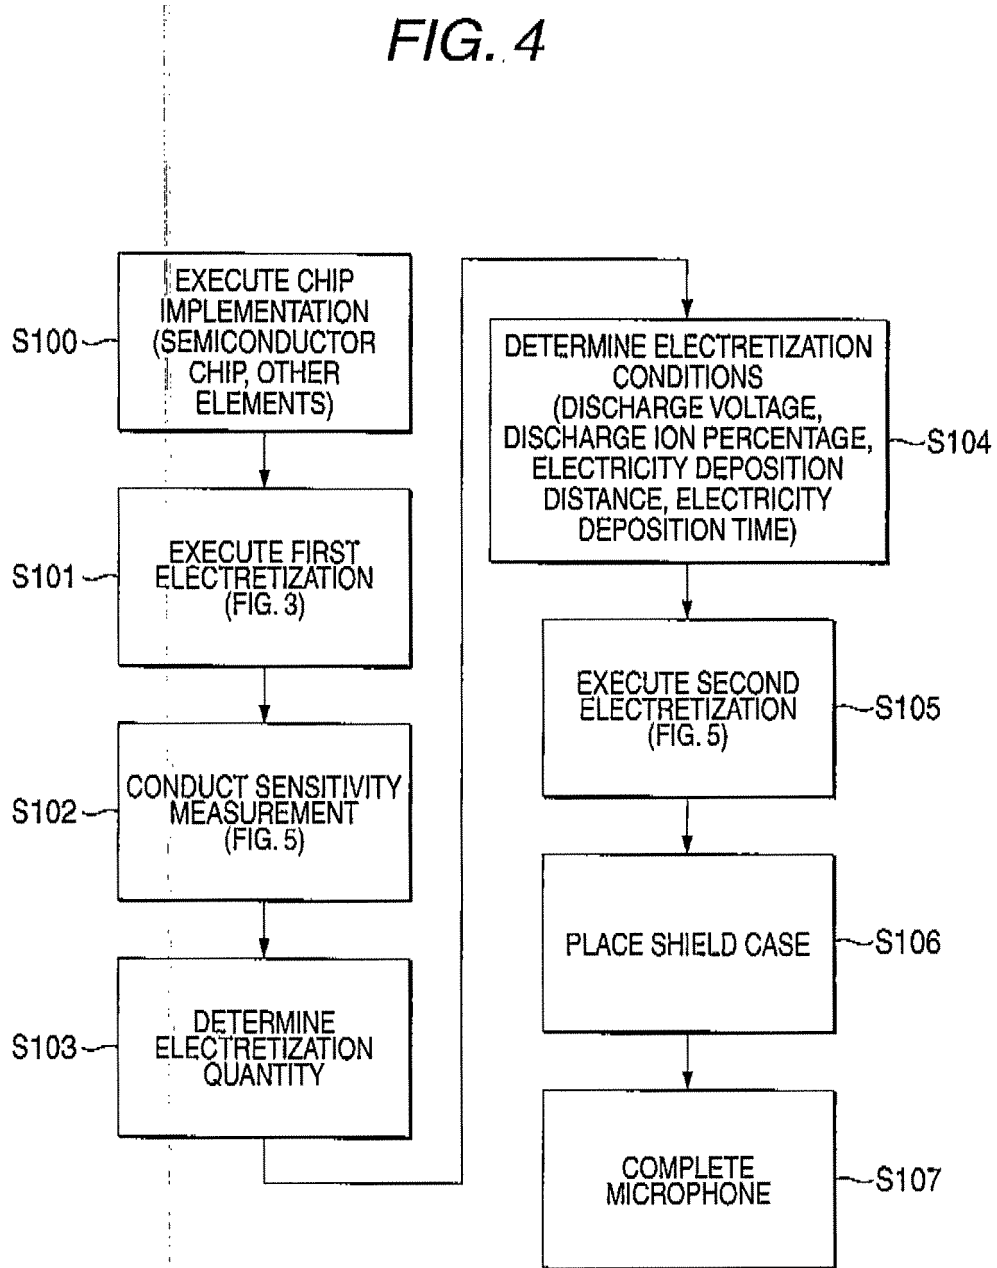 FIG. 4
S100
EXECUTE CHIP
IMPLEMENTATION
(SEMICONDUCTOR
CHIP, OTHER
ELEMENTS)
S101
EXECUTE FIRST
ELECTRETIZATION
(FIG. 3)
S102
CONDUCT SENSITIVITY
MEASUREMENT
(FIG. 5)
S103
DETERMINE
ELECTRETIZATION
QUANTITY
DETERMINE ELECTRETIZATION
CONDITIONS
(DISCHARGE VOLTAGE,
DISCHARGE ION PERCENTAGE,
ELECTRICITY DEPOSITION
DISTANCE, ELECTRICITY
DEPOSITION TIME)
S104
EXECUTE SECOND
ELECTRETIZATION
(FIG. 5)
S105
PLACE SHIELD CASE
S106
COMPLETE
MICROPHONE
S107